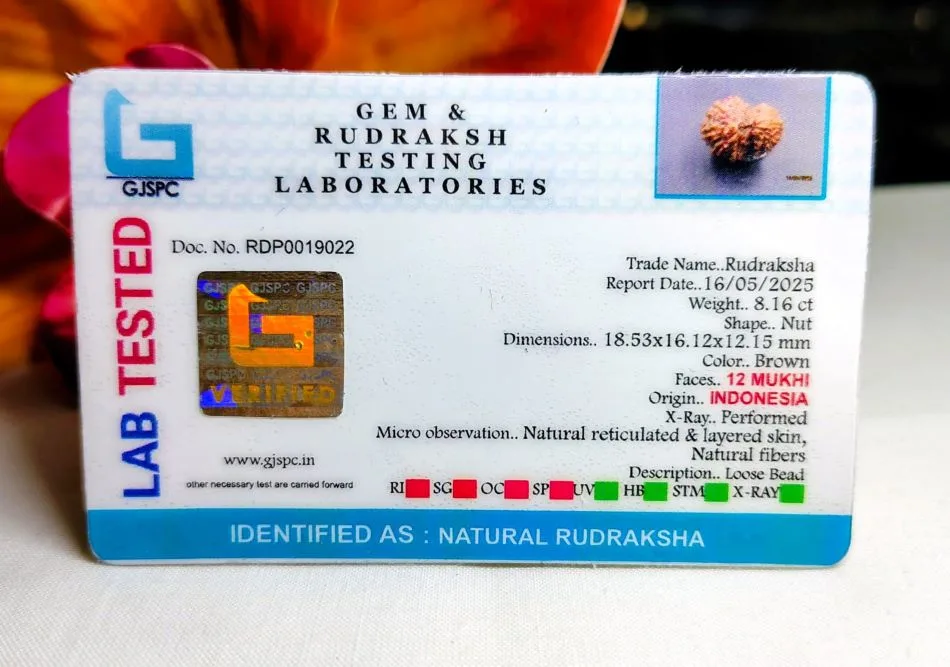 GEM &
RUDRAKSH
TESTING
LABORATORIES
GJSPC
LAB TESTED
Doc. No. RDP0019022
GJSPC GJSPC GJSPC
VERIFIED
www.gjspc.in
other necessary test are carried forward
Trade Name..Rudraksha
Report Date..16/05/2025
Weight.. 8.16 ct
Shape.. Nut
Dimensions.. 18.53x16.12x12.15 mm
Color.. Brown
Faces.. 12 MUKHI
Origin.. INDONESIA
X-Ray.. Performed
Micro observation.. Natural reticulated & layered skin,
Natural fibers
Description.. Loose Bead
RI SG OC SP UV HB STM X-RAY
IDENTIFIED AS : NATURAL RUDRAKSHA